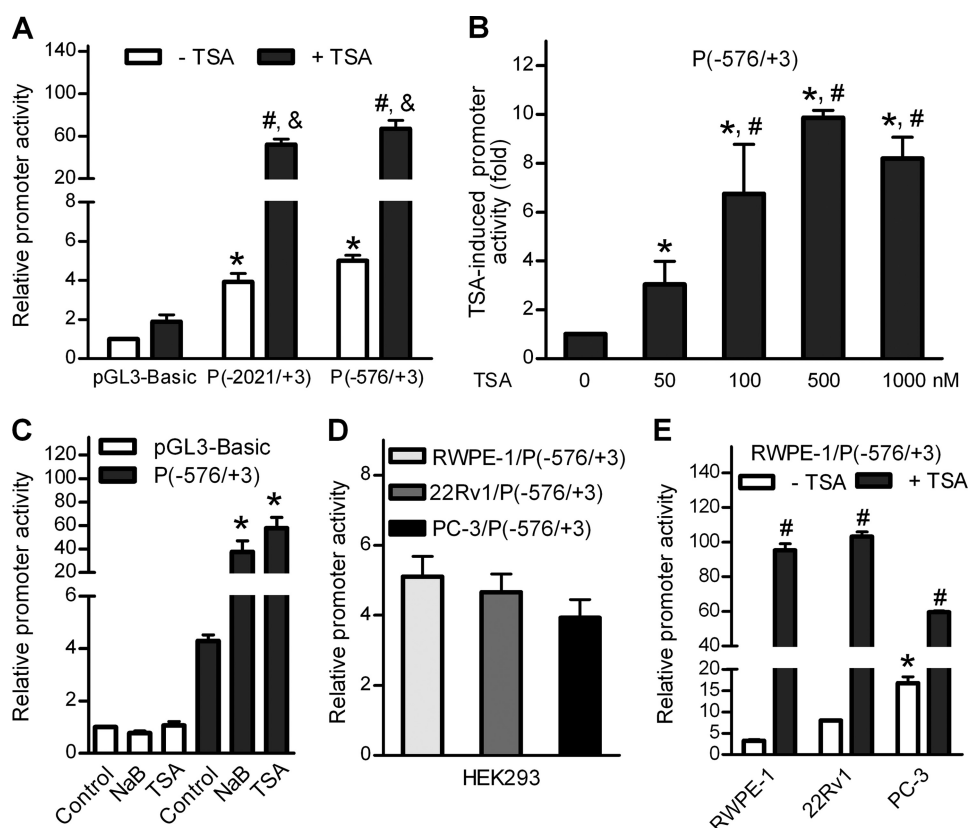 A
Relative promoter activity
140
100
60
20
8
6
4
2
0
- TSA + TSA
*
#, &
*
#, &
pGL3-Basic P(-2021/+3) P(-576/+3)
B
TSA-induced promoter
activity (fold)
12
10
8
6
4
2
0
P(-576/+3)
*
*, #
*, #
*, #
TSA 0 50 100 500 1000 nM
C
Relative promoter activity
120
100
80
60
40
20
6
4
2
0
pGL3-Basic
P(-576/+3)
*
*
Control NaB TSA Control NaB TSA
D
Relative promoter activity
8
6
4
2
0
RWPE-1/P(-576/+3)
22Rv1/P(-576/+3)
PC-3/P(-576/+3)
HEK293
E
Relative promoter activity
140
120
100
80
60
40
20
15
10
5
0
RWPE-1/P(-576/+3)
- TSA + TSA
#
#
*
#
RWPE-1 22Rv1 PC-3